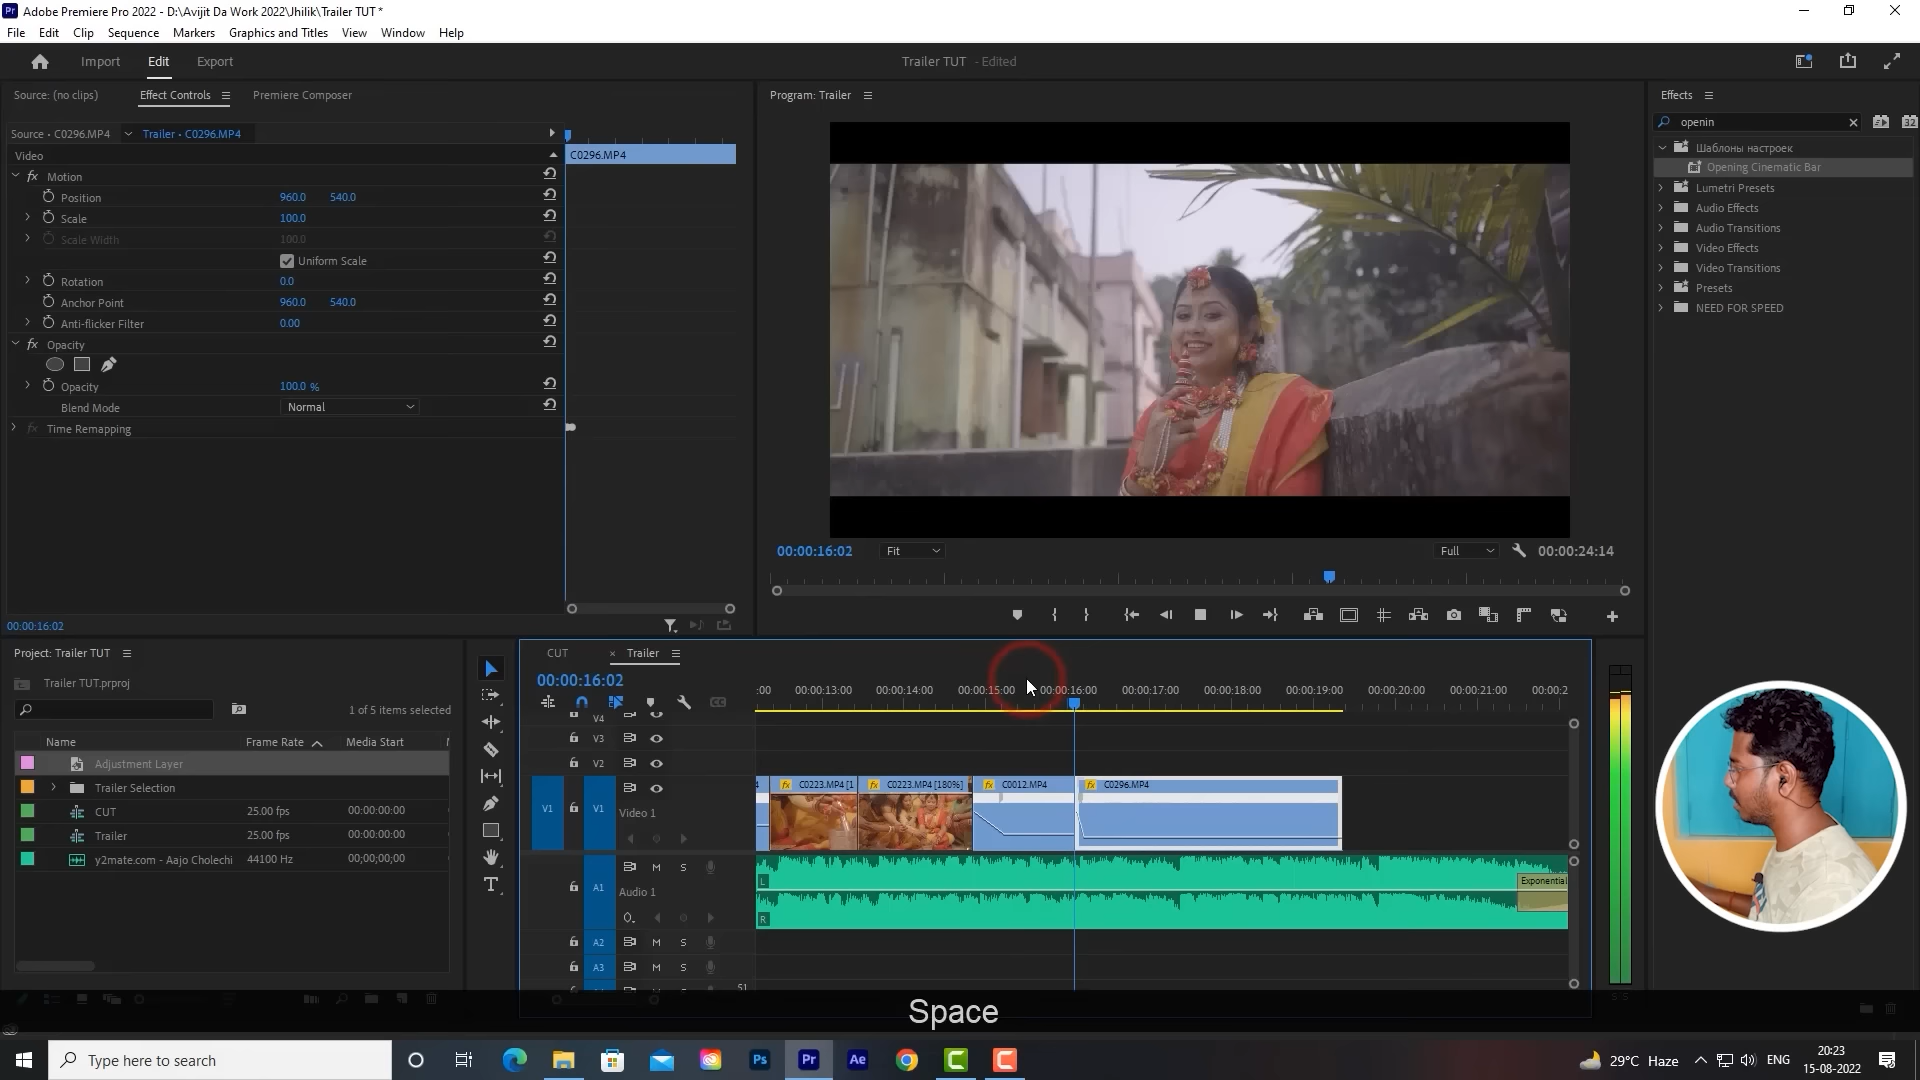 Adobe Premiere Pro 2022 - D:\Avijit Da Work 2022\Jhilik\Trailer TUT *
File Edit Clip Sequence Markers Graphics and Titles View Window Help
Import Edit Export
Trailer TUT - Edited
Source: (no clips) Effect Controls Premiere Composer
Program: Trailer
Effects
openin
Source • C0296.MP4 Trailer • C0296.MP4
Video
C0296.MP4
Motion
Position 960.0 540.0
Scale 100.0
Scale Width 100.0
Uniform Scale
Rotation 0.0
Anchor Point 960.0 540.0
Anti-flicker Filter 0.00
Opacity
Opacity 100.0 %
Blend Mode Normal
Time Remapping
00:00:16:02
Шаблоны настроек
Opening Cinematic Bar
Lumetri Presets
Audio Effects
Audio Transitions
Video Effects
Video Transitions
Presets
NEED FOR SPEED
00:00:16:02 Fit Full 00:00:24:14
Project: Trailer TUT
Trailer TUT.prproj
1 of 5 items selected
Name Frame Rate Media Start
Adjustment Layer
Trailer Selection
CUT 25.00 fps 00:00:00:00
Trailer 25.00 fps 00:00:00:00
y2mate.com - Aajo Cholechi 44100 Hz 00;00;00;00
CUT × Trailer
00:00:16:02
:00 00:00:13:00 00:00:14:00 00:00:15:00 00:00:16:00 00:00:17:00 00:00:18:00 00:00:19:00 00:00:20:00 00:00:21:00 00:00:2
V4
V3
V2
V1 V1 Video 1
4 C0223.MP4 [1 C0223.MP4 [180%] C0012.MP4 C0296.MP4
A1 M S
Audio 1
L
R
Exponential
A2 M S
A3 M S
S1
S S
Space
Type here to search
Ps Pr Ae
29°C Haze ENG
20:23
15-08-2022